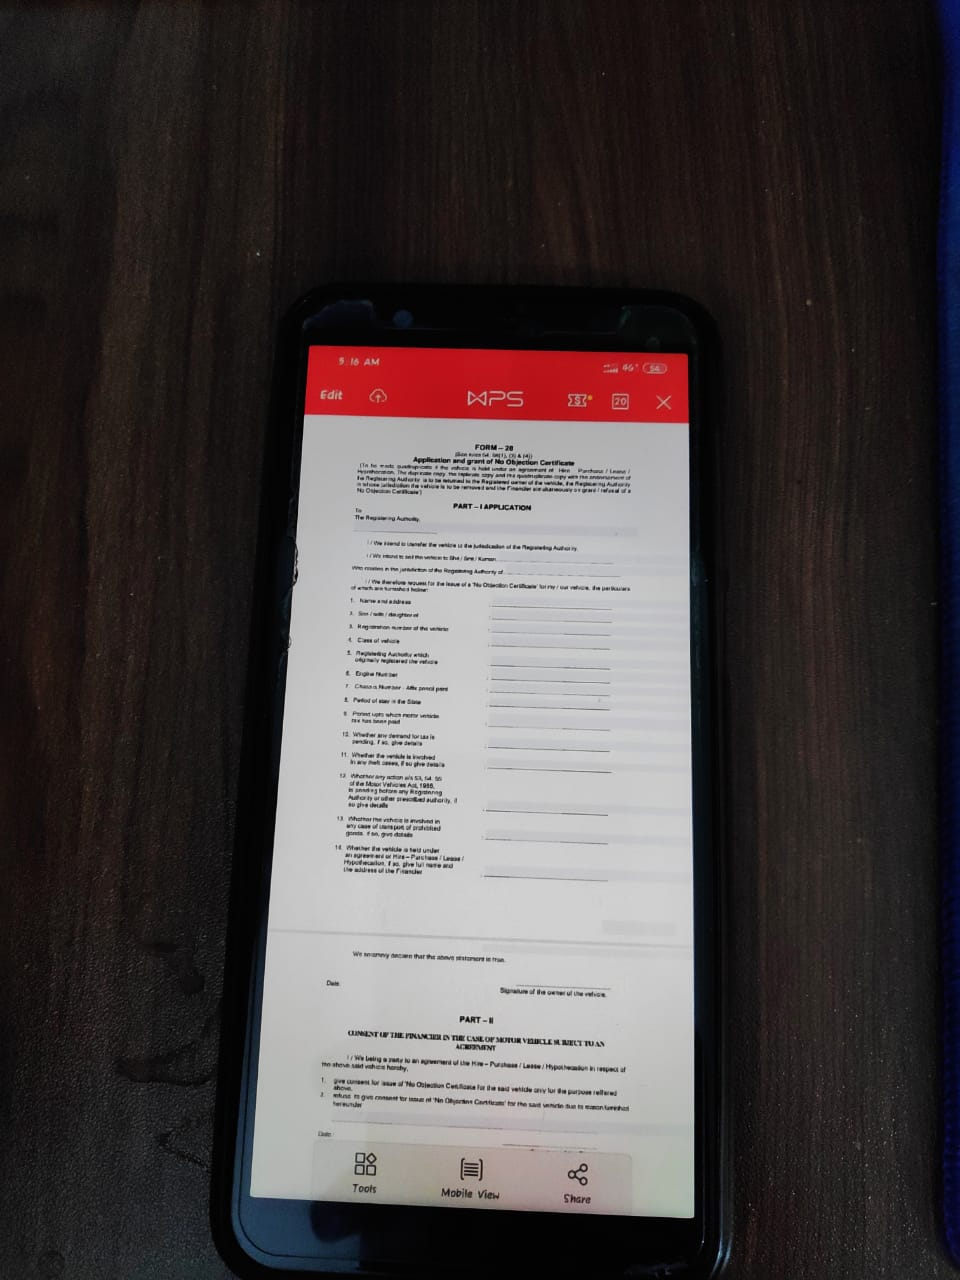 5:16 AM
4G+ 54
Edit
WPS
20
FORM – 28
[See rules 54, 58(1), (3) & (4)]
Application and grant of No Objection Certificate
(To be made quadruplicate if the vehicle is held under an agreement of Hire Purchase / Lease /
Hypothecation. The duplicate copy, the triplicate copy and the quadruplicate copy with the endorsement of
the Registering Authority is to be returned to the Registered owner of the vehicle, the Registering Authority
in whose jurisdiction the vehicle is to be removed and the Financier simultaneously on grant / refusal of a
No Objection Certificate')
PART – I APPLICATION
To
The Registering Authority,
I / We intend to transfer the vehicle to the jurisdication of the Registering Authority.
I / We intend to sell the vehicle to Shri / Smt / Kumari
Who resides in the jurisdiction of the Registering Authority of
I / We therefore request for the issue of a 'No Objection Certificate' for my / our vehicle, the particulars
of which are furnished below:
1. Name and address
2. Son / wife / daughter of
3. Registration number of the vehicle
4. Class of vehicle
5. Registering Authority which
originally registered the vehicle
6. Engine Number
7. Chassis Number - Affix pencil print
8. Period of stay in the State
9. Period upto which motor vehicle
tax has been paid
10. Whether any demand for tax is
pending, if so, give details
11. Whether the vehicle is involved
in any theft cases, if so give details
12. Whether any action u/s 53, 54, 55
of the Motor Vehicles Act, 1988,
is pending before any Registering
Authority or other prescribed authority, if
so give details
13. Whether the vehicle is involved in
any case of transport of prohibited
goods, if so, give details
14. Whether the vehicle is held under
an agreement or Hire – Purchase / Lease /
Hypothecation, if so, give full name and
the address of the Financier
We solemnly declare that the above statement is true.
Date:
Signature of the owner of the vehicle.
PART – II
CONSENT OF THE FINANCIER IN THE CASE OF MOTOR VEHICLE SUBJECT TO AN
AGREEMENT
I / We being a party to an agreement of the Hire – Purchase / Lease / Hypothecation in respect of
the above said vehicle hereby,
1. give consent for issue of 'No Objection Certificate for the said vehicle only for the purpose reffered
above.
2. refuse to give consent for issue of 'No Objection Certificate' for the said vehicle due to reason furnished
hereunder
Date:
Tools
Mobile View
Share